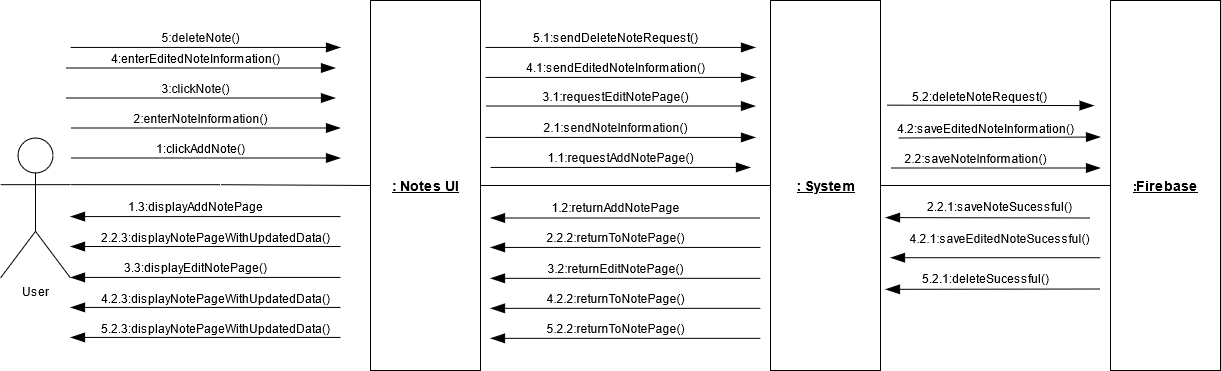 5:deleteNote()
4:enterEditedNoteInformation()
3:clickNote()
2:enterNoteInformation()
1:clickAddNote()
User
1.3:displayAddNotePage
2.2.3:displayNotePageWithUpdatedData()
3.3:displayEditNotePage()
4.2.3:displayNotePageWithUpdatedData()
5.2.3:displayNotePageWithUpdatedData()
: Notes UI
5.1:sendDeleteNoteRequest()
4.1:sendEditedNoteInformation()
3.1:requestEditNotePage()
2.1:sendNoteInformation()
1.1:requestAddNotePage()
1.2:returnAddNotePage
2.2.2:returnToNotePage()
3.2:returnEditNotePage()
4.2.2:returnToNotePage()
5.2.2:returnToNotePage()
: System
5.2:deleteNoteRequest()
4.2:saveEditedNoteInformation()
2.2:saveNoteInformation()
2.2.1:saveNoteSucessful()
4.2.1:saveEditedNoteSucessful()
5.2.1:deleteSucessful()
:Firebase